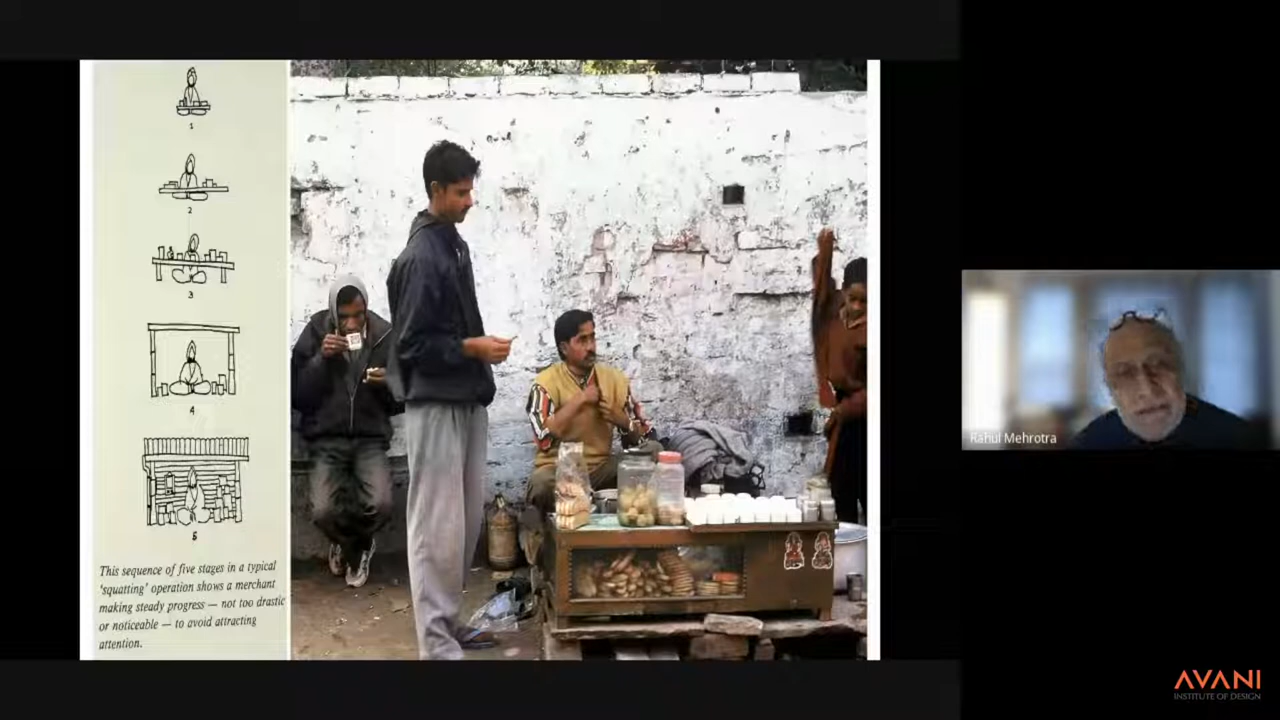 1
2
3
4
5
This sequence of five stages in a typical
'squatting' operation shows a merchant
making steady progress — not too drastic
or noticeable — to avoid attracting
attention.
Rahul Mehrotra
AVANI
INSTITUTE OF DESIGN